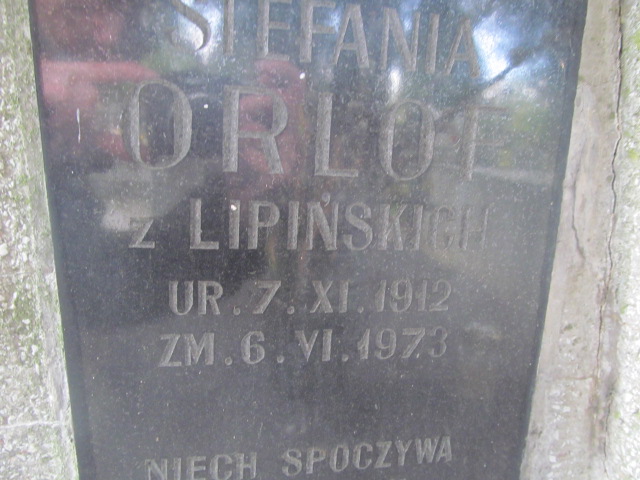 STEFANIA
ORLOF
z LIPIŃSKICH
UR. 7. XI. 1912
ZM. 6. VI. 1973
NIECH SPOCZYWA